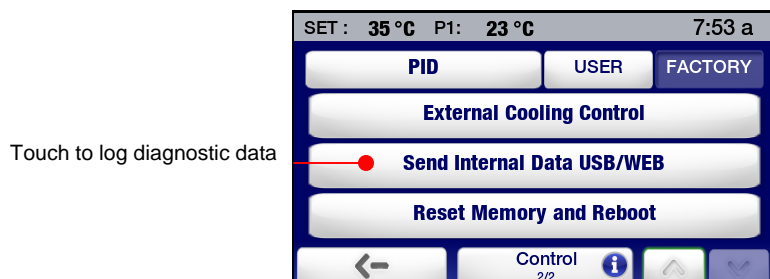 SET : 35 °C P1: 23 °C 7:53 a
PID USER FACTORY
External Cooling Control
Touch to log diagnostic data
Send Internal Data USB/WEB
Reset Memory and Reboot
Control
2/2